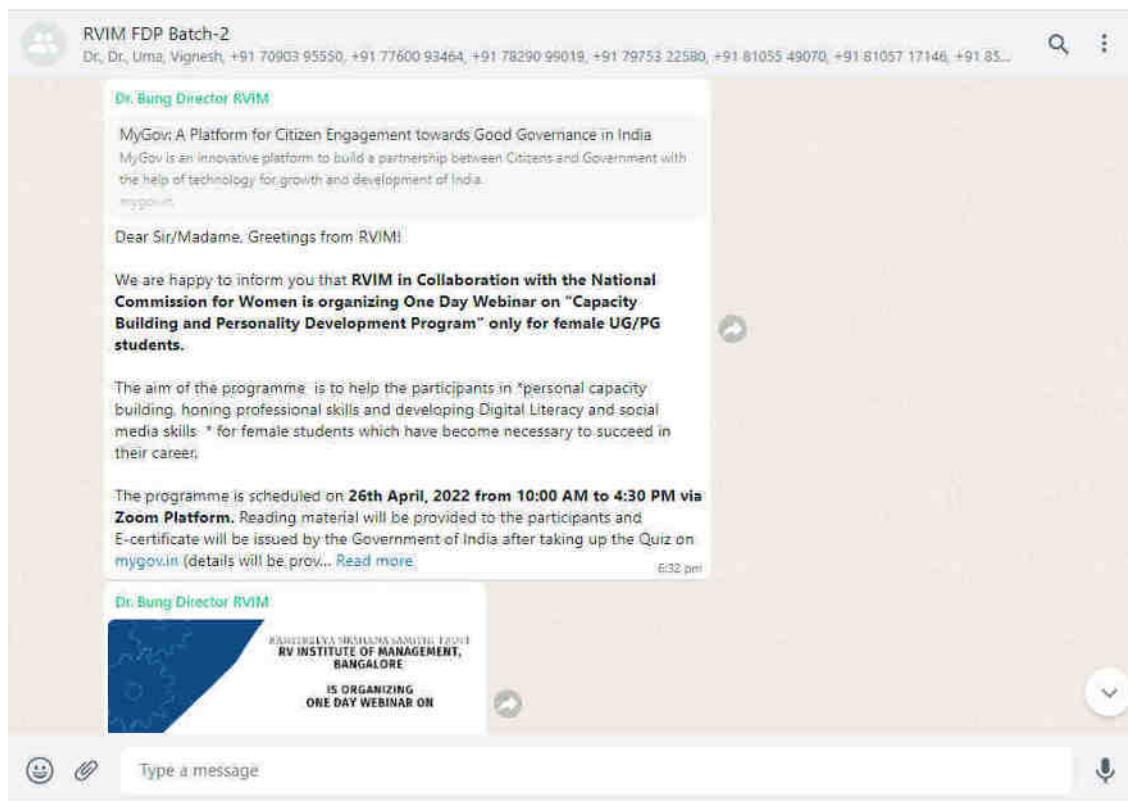 RVIM FDP Batch-2
Dr., Dr., Uma, Vignesh, +91 70903 95550, +91 77600 93464, +91 78290 99019, +91 79753 22580, +91 81055 49070, +91 81057 17146, +91 85...
Dr. Bung Director RVIM
MyGov: A Platform for Citizen Engagement towards Good Governance in India
MyGov is an innovative platform to build a partnership between Citizens and Government with
the help of technology for growth and development of India.
mygov.in
Dear Sir/Madame, Greetings from RVIM!
We are happy to inform you that RVIM in Collaboration with the National
Commission for Women is organizing One Day Webinar on "Capacity
Building and Personality Development Program" only for female UG/PG
students.
The aim of the programme is to help the participants in *personal capacity
building, honing professional skills and developing Digital Literacy and social
media skills * for female students which have become necessary to succeed in
their career.
The programme is scheduled on 26th April, 2022 from 10:00 AM to 4:30 PM via
Zoom Platform. Reading material will be provided to the participants and
E-certificate will be issued by the Government of India after taking up the Quiz on
mygov.in (details will be prov... Read more
6:32 pm
Dr. Bung Director RVIM
RV INSTITUTE OF MANAGEMENT,
BANGALORE
IS ORGANIZING
ONE DAY WEBINAR ON
Type a message